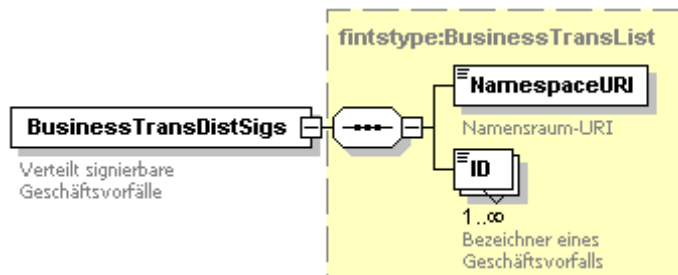 fintstype:BusinessTransList
NamespaceURI
Namensraum-URI
BusinessTransDistSigs
Verteilt signierbare
Geschäftsvorfälle
ID
1..∞
Bezeichner eines
Geschäftsvorfalls